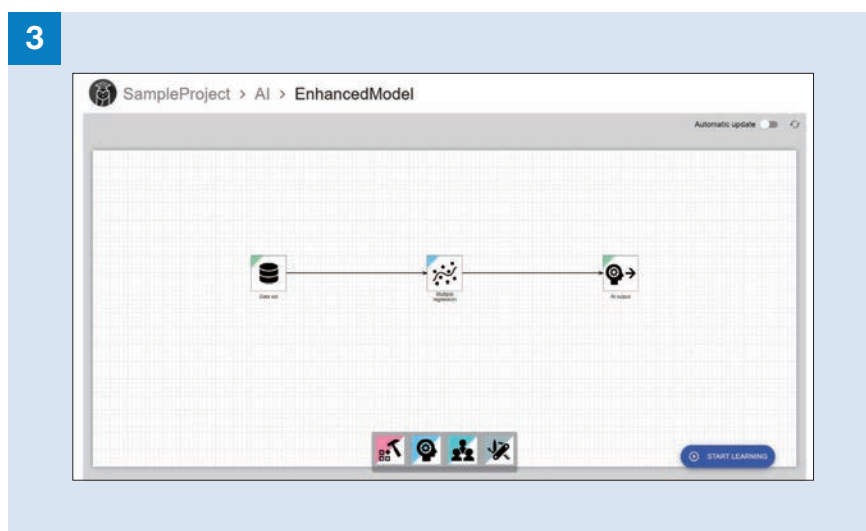 3
SampleProject > AI > EnhancedModel
Automatic update
Data set
Multiple
regression
AI output
START LEARNING